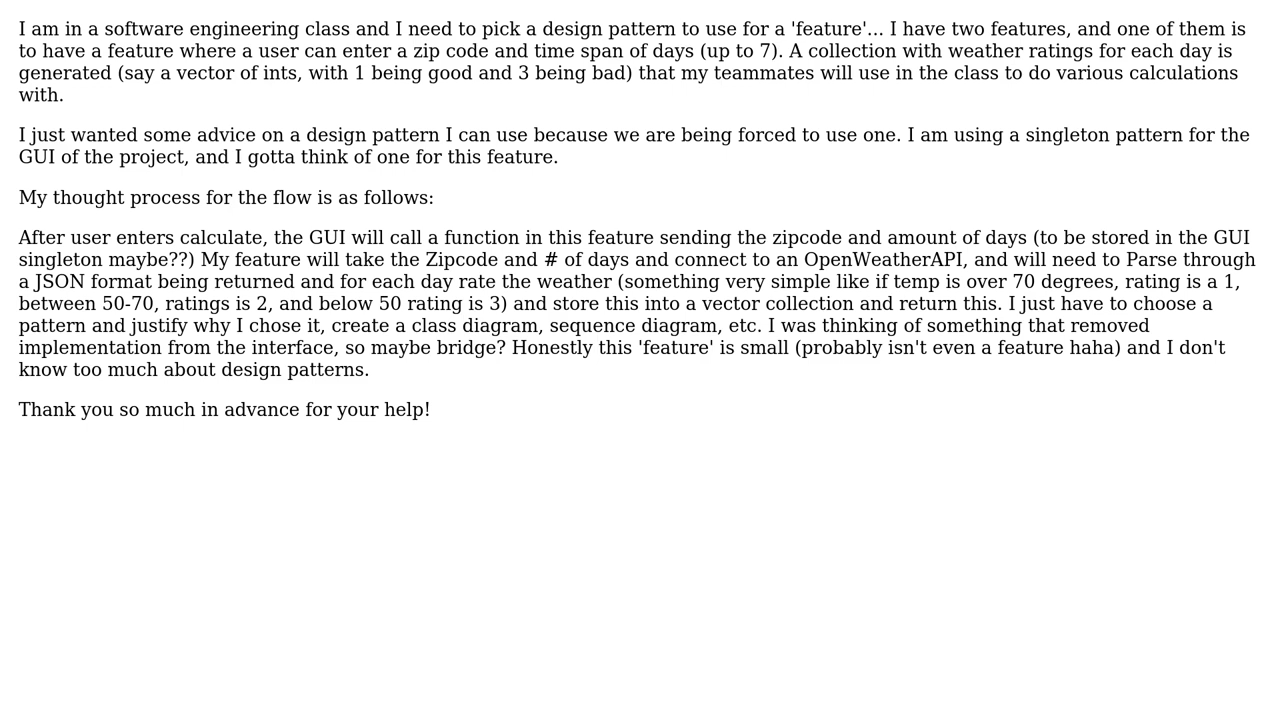 I am in a software engineering class and I need to pick a design pattern to use for a 'feature'... I have two features, and one of them is
to have a feature where a user can enter a zip code and time span of days (up to 7). A collection with weather ratings for each day is
generated (say a vector of ints, with 1 being good and 3 being bad) that my teammates will use in the class to do various calculations
with.
I just wanted some advice on a design pattern I can use because we are being forced to use one. I am using a singleton pattern for the
GUI of the project, and I gotta think of one for this feature.
My thought process for the flow is as follows:
After user enters calculate, the GUI will call a function in this feature sending the zipcode and amount of days (to be stored in the GUI
singleton maybe??) My feature will take the Zipcode and # of days and connect to an OpenWeatherAPI, and will need to Parse through
a JSON format being returned and for each day rate the weather (something very simple like if temp is over 70 degrees, rating is a 1,
between 50-70, ratings is 2, and below 50 rating is 3) and store this into a vector collection and return this. I just have to choose a
pattern and justify why I chose it, create a class diagram, sequence diagram, etc. I was thinking of something that removed
implementation from the interface, so maybe bridge? Honestly this 'feature' is small (probably isn't even a feature haha) and I don't
know too much about design patterns.
Thank you so much in advance for your help!